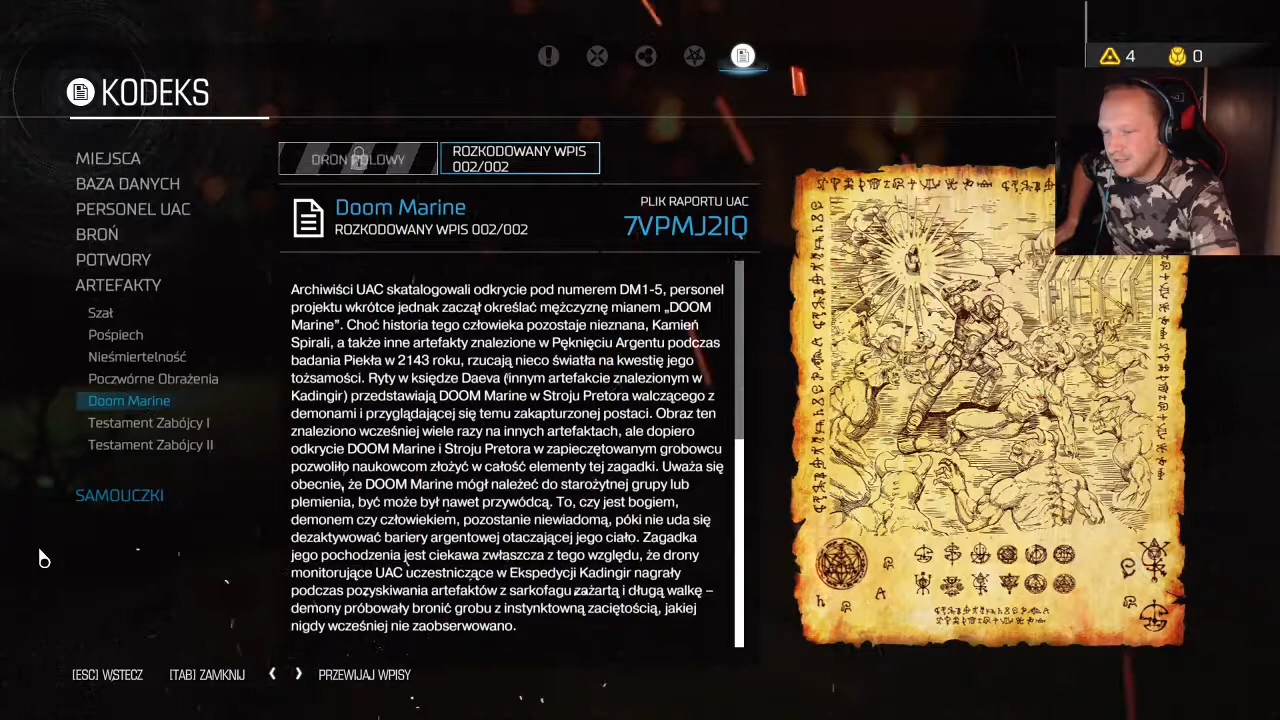 4
0
KODEKS
MIEJSCA
BAZA DANYCH
PERSONEL UAC
BROŃ
POTWORY
ARTEFAKTY
Szał
Pośpiech
Nieśmiertelność
Poczwórne Obrażenia
Doom Marine
Testament Zabójcy I
Testament Zabójcy II
SAMOUCZKI
DRON POLOWY
ROZKODOWANY WPIS
002/002
Doom Marine
ROZKODOWANY WPIS 002/002
PLIK RAPORTU UAC
7VPMJ2IQ
Archiwiści UAC skatalogowali odkrycie pod numerem DM1-5, personel
projektu wkrótce jednak zaczął określać mężczyznę mianem „DOOM
Marine”. Choć historia tego człowieka pozostaje nieznana, Kamień
Spirali, a także inne artefakty znalezione w Pęknięciu Argentu podczas
badania Piekła w 2143 roku, rzucają nieco światła na kwestię jego
tożsamości. Ryty w księdze Daeva (innym artefakcie znalezionym w
Kadingir) przedstawiają DOOM Marine w Stroju Pretora walczącego z
demonami i przyglądającej się temu zakapturzonej postaci. Obraz ten
znaleziono wcześniej wiele razy na innych artefaktach, ale dopiero
odkrycie DOOM Marine i Stroju Pretora w zapieczętowanym grobowcu
pozwoliło naukowcom złożyć w całość elementy tej zagadki. Uważa się
obecnie, że DOOM Marine mógł należeć do starożytnej grupy lub
plemienia, być może był nawet przywódcą. To, czy jest bogiem,
demonem czy człowiekiem, pozostanie niewiadomą, póki nie uda się
dezaktywować bariery argentowej otaczającej jego ciało. Zagadka
jego pochodzenia jest ciekawa zwłaszcza z tego względu, że drony
monitorujące UAC uczestniczące w Ekspedycji Kadingir nagrały
podczas pozyskiwania artefaktów z sarkofagu zażartą i długą walkę –
demony próbowały bronić grobu z instynktowną zaciętością, jakiej
nigdy wcześniej nie zaobserwowano.
[ESC] WSTECZ
[TAB] ZAMKNIJ
PRZEWIJAJ WPISY